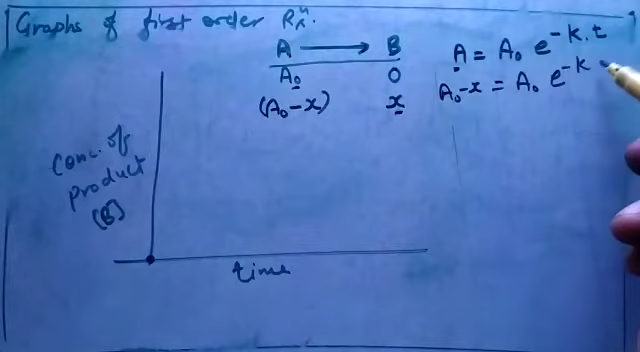 Graphs of first order Rxⁿ.
A ⟶ B
A₀ 0
(A₀-x) x
A = A₀ e^-k.t
A₀-x = A₀ e^-k
Conc. of
product
(B)
time